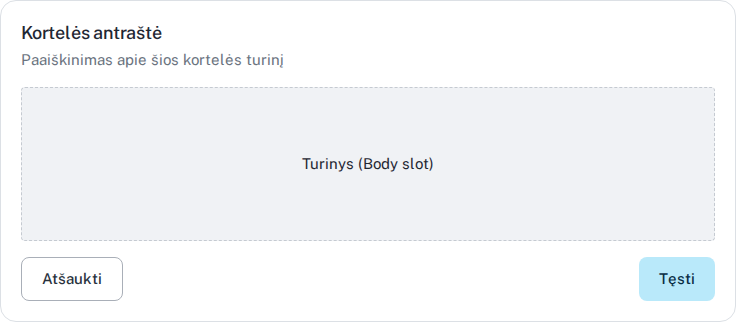 Kortelės antraštė
Paaiškinimas apie šios kortelės turinį
Turinys (Body slot)
Atšaukti
Tęsti